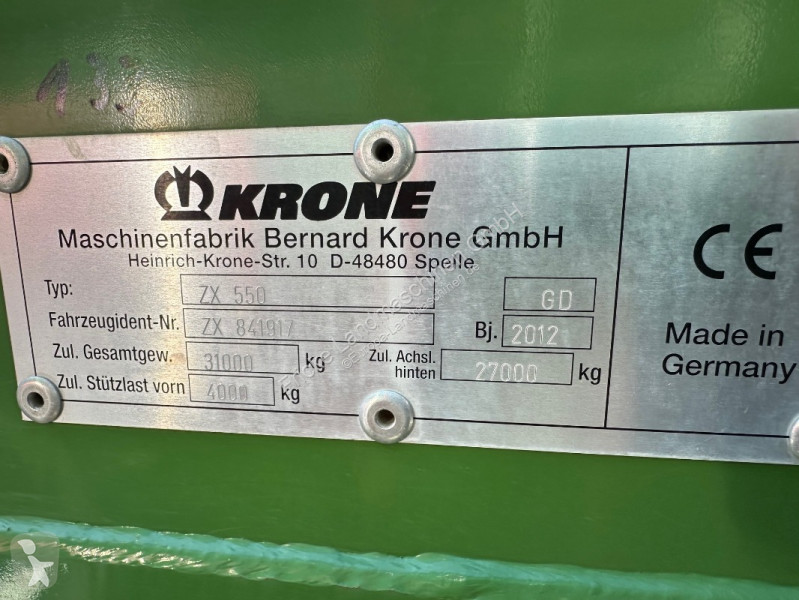 KRONE
Maschinenfabrik Bernard Krone GmbH
Heinrich-Krone-Str. 10 D-48480 Spelle
Typ: ZX 550 GD
Fahrzeugident-Nr. ZX 841917 Bj. 2012
Zul. Gesamtgew. 31000 kg Zul. Achsl. hinten 27000 kg
Zul. Stützlast vorn 4000 kg
CE
Made in
Germany